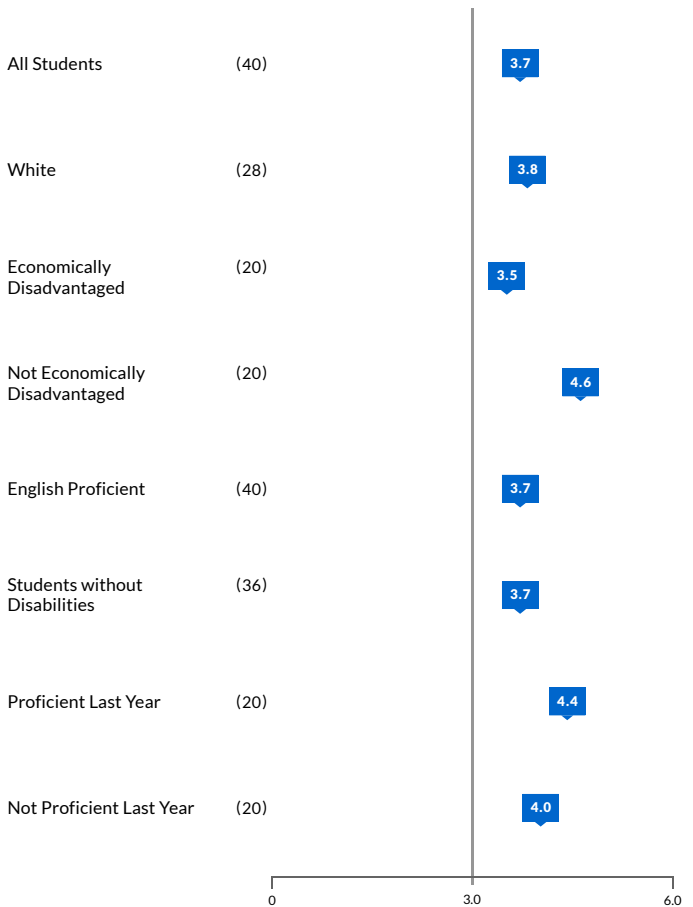 All Students (40) 3.7
White (28) 3.8
Economically (20) 3.5
Disadvantaged
Not Economically (20) 4.6
Disadvantaged
English Proficient (40) 3.7
Students without (36) 3.7
Disabilities
Proficient Last Year (20) 4.4
Not Proficient Last Year (20) 4.0
0 3.0 6.0